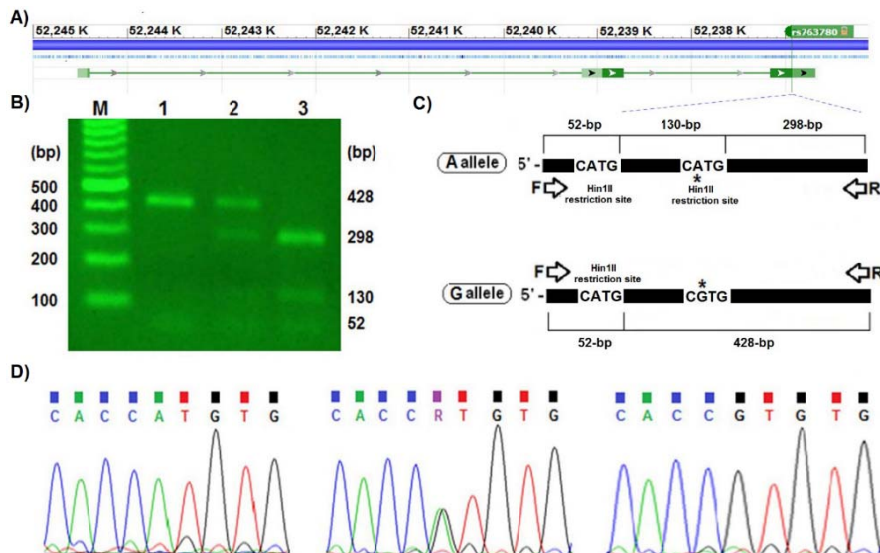 A)
52,245 K 52,244 K 52,243 K 52,242 K 52,241 K 52,240 K 52,239 K 52,238 K rs763780
B)
M 1 2 3
(bp) (bp)
500
400
300
200
100
428
298
130
52
C)
52-bp 130-bp 298-bp
A allele 5' - CATG CATG
*
F Hin1II restriction site Hin1II restriction site R
F Hin1II restriction site * R
G allele 5' - CATG CGTG
52-bp 428-bp
D)
C A C C A T G T G
C A C C R T G T G
C A C C G T G T G